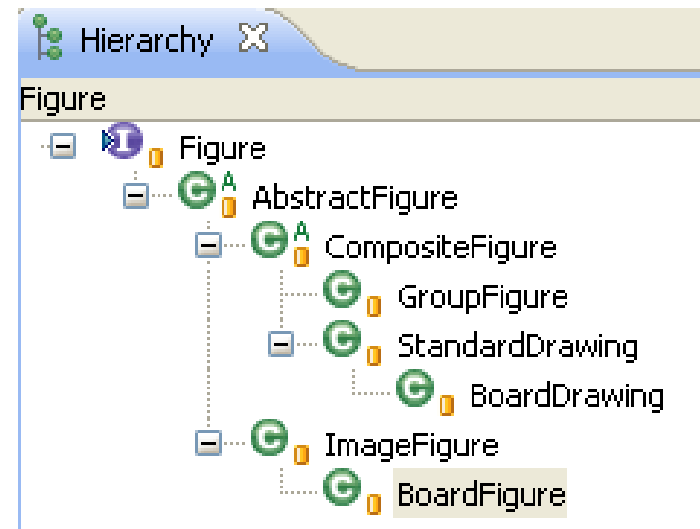 Hierarchy
Figure
Figure
AbstractFigure
CompositeFigure
GroupFigure
StandardDrawing
BoardDrawing
ImageFigure
BoardFigure